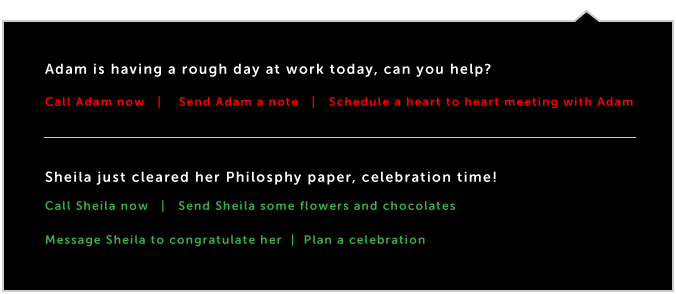 Adam is having a rough day at work today, can you help?
Call Adam now | Send Adam a note | Schedule a heart to heart meeting with Adam
Sheila just cleared her Philosphy paper, celebration time!
Call Sheila now | Send Sheila some flowers and chocolates
Message Sheila to congratulate her | Plan a celebration